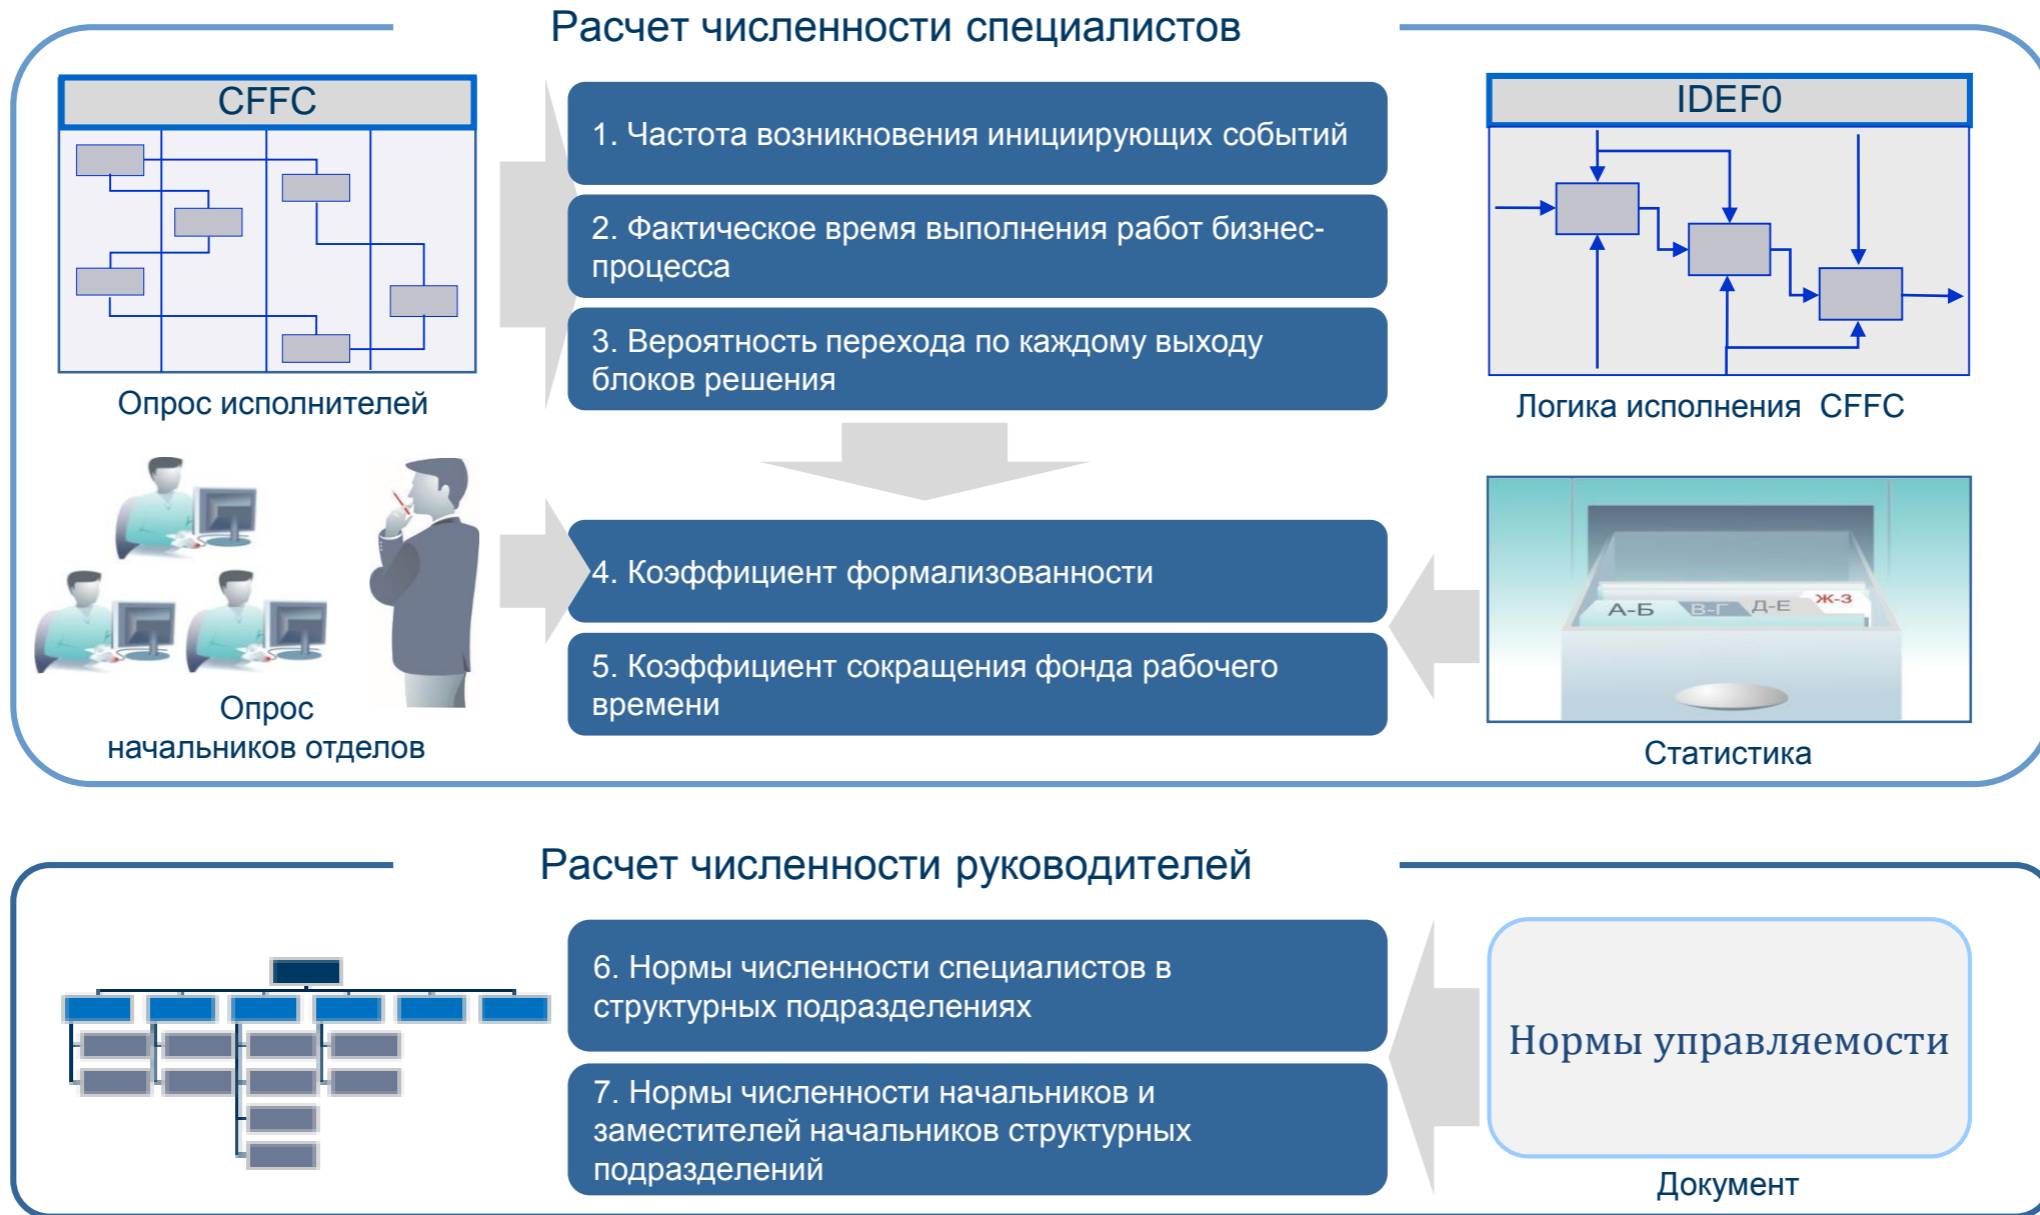 Расчет численности специалистов
CFFC
Опрос исполнителей
1. Частота возникновения инициирующих событий
2. Фактическое время выполнения работ бизнес-
процесса
3. Вероятность перехода по каждому выходу
блоков решения
IDEF0
Логика исполнения CFFC
Опрос
начальников отделов
4. Коэффициент формализованности
5. Коэффициент сокращения фонда рабочего
времени
А-Б В-Г Д-Е Ж-З
Статистика
Расчет численности руководителей
6. Нормы численности специалистов в
структурных подразделениях
7. Нормы численности начальников и
заместителей начальников структурных
подразделений
Нормы управляемости
Документ